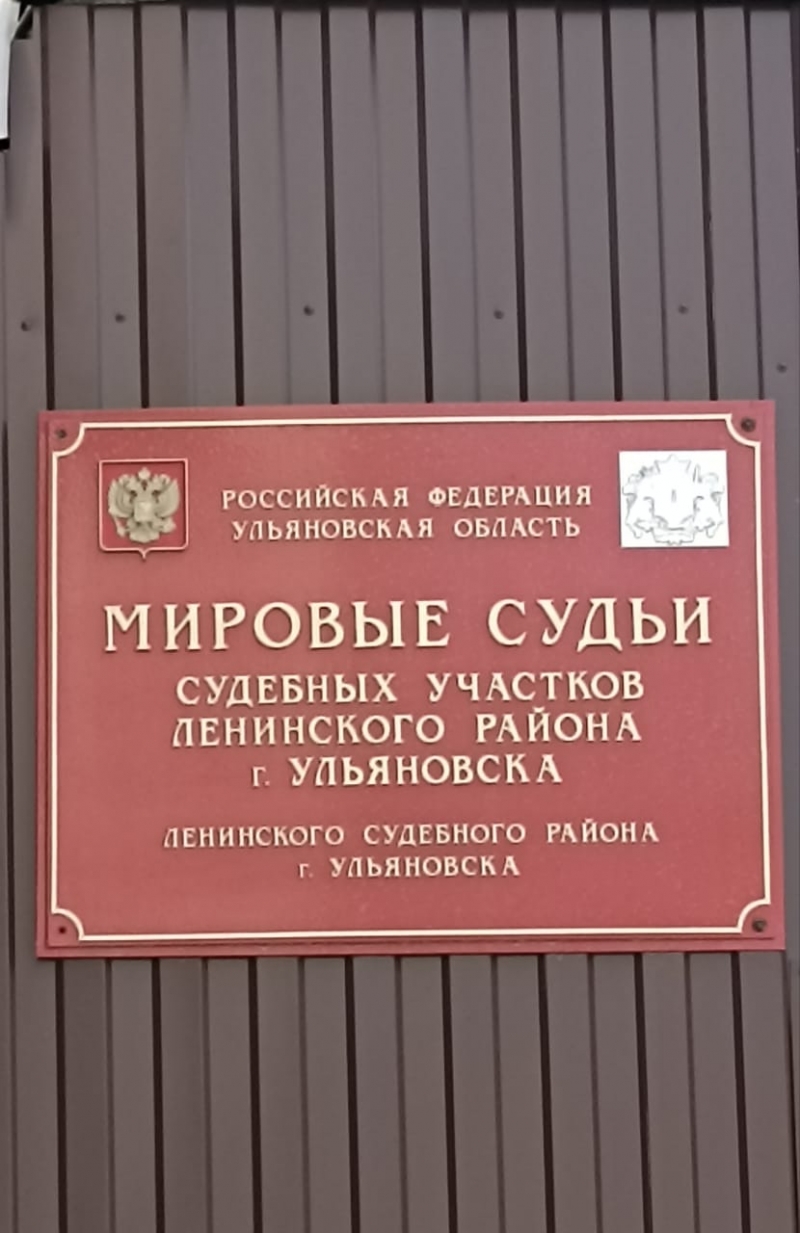 РОССИЙСКАЯ ФЕДЕРАЦИЯ
УЛЬЯНОВСКАЯ ОБЛАСТЬ
МИРОВЫЕ СУДЬИ
СУДЕБНЫХ УЧАСТКОВ
ЛЕНИНСКОГО РАЙОНА
г. УЛЬЯНОВСКА
ЛЕНИНСКОГО СУДЕБНОГО РАЙОНА
г. УЛЬЯНОВСКА